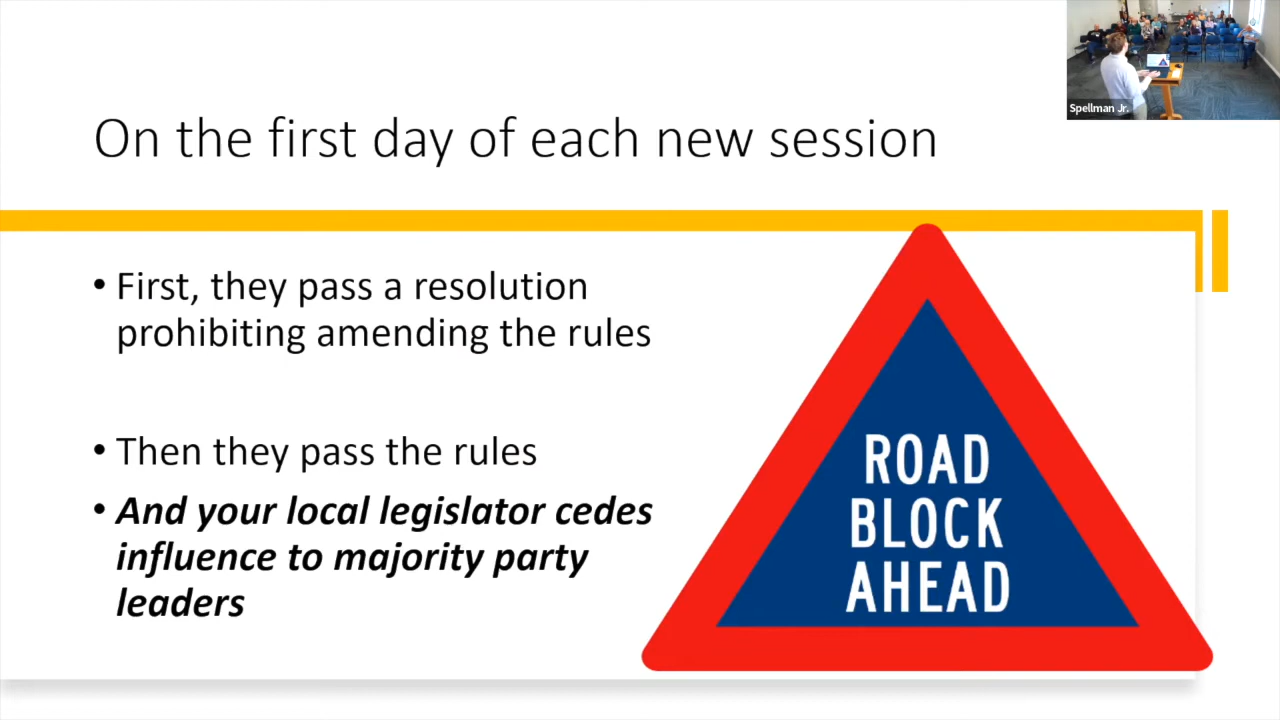 Spellman Jr.
On the first day of each new session
• First, they pass a resolution
prohibiting amending the rules
• Then they pass the rules
• And your local legislator cedes
influence to majority party
leaders
ROAD
BLOCK
AHEAD